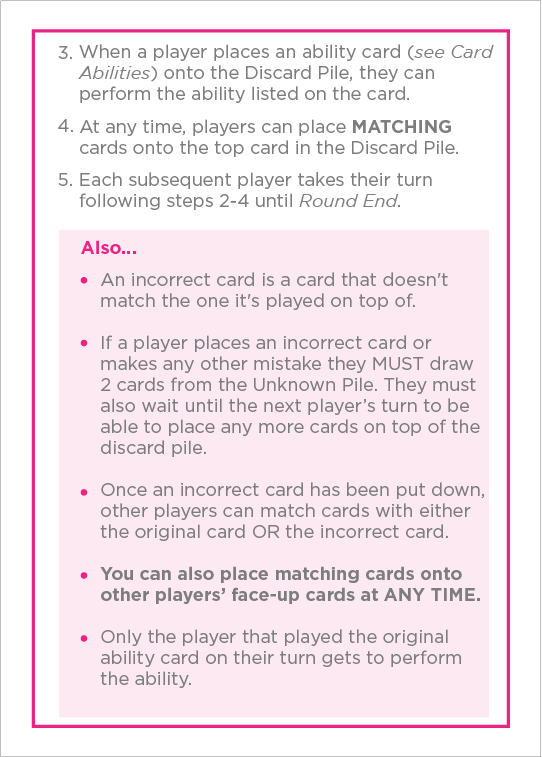 3. When a player places an ability card (see Card
Abilities) onto the Discard Pile, they can
perform the ability listed on the card.
4. At any time, players can place MATCHING
cards onto the top card in the Discard Pile.
5. Each subsequent player takes their turn
following steps 2-4 until Round End.
Also...
• An incorrect card is a card that doesn't
match the one it's played on top of.
• If a player places an incorrect card or
makes any other mistake they MUST draw
2 cards from the Unknown Pile. They must
also wait until the next player’s turn to be
able to place any more cards on top of the
discard pile.
• Once an incorrect card has been put down,
other players can match cards with either
the original card OR the incorrect card.
• You can also place matching cards onto
other players’ face-up cards at ANY TIME.
• Only the player that played the original
ability card on their turn gets to perform
the ability.